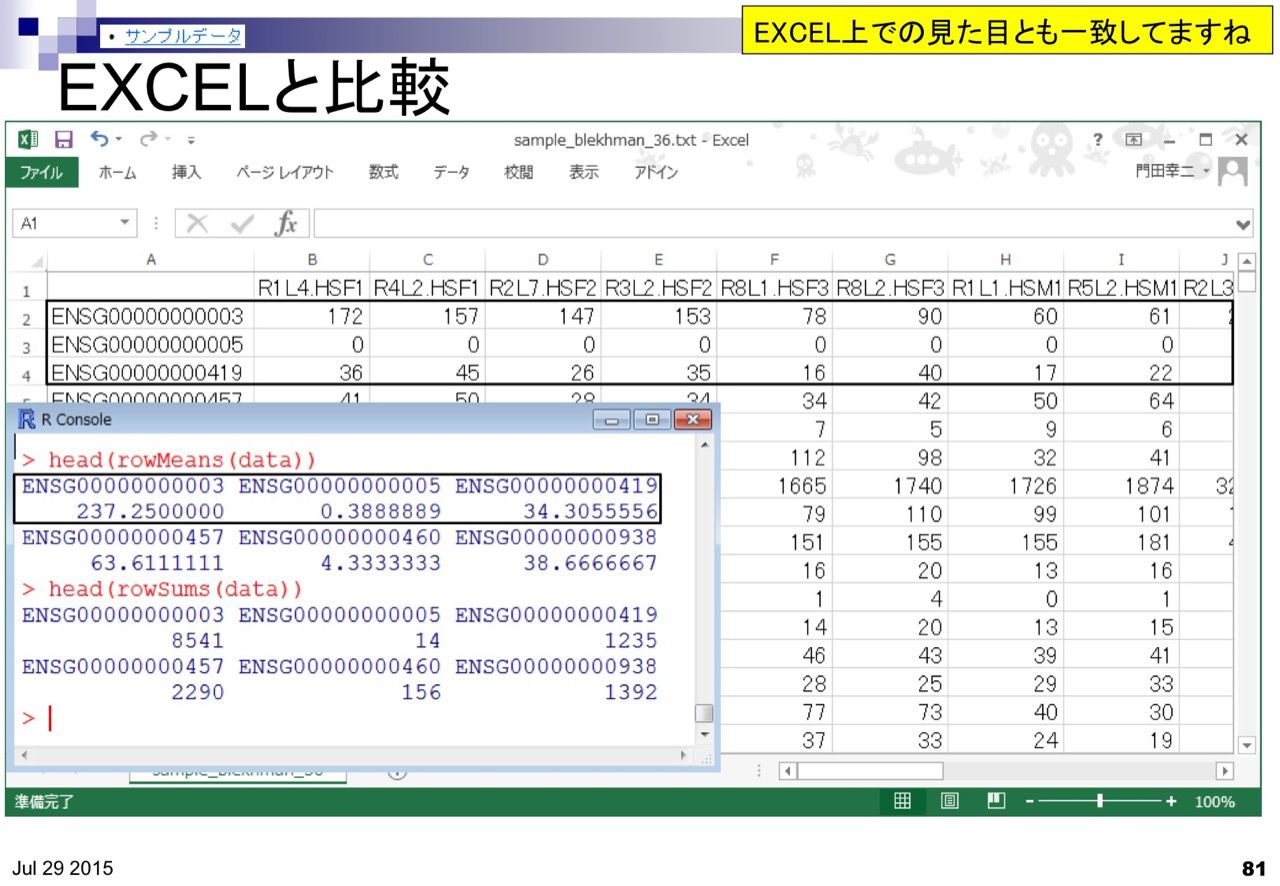 • サンプルデータ
EXCEL上での見た目とも一致してますね
EXCELと比較
sample_blekhman_36.txt - Excel
?
ファイル ホーム 挿入 ページ レイアウト 数式 データ 校閲 表示 アドイン 門田幸二
A1 fx
A B C D E F G H I J
1 R1L4.HSF1 R4L2.HSF1 R2L7.HSF2 R3L2.HSF2 R8L1.HSF3 R8L2.HSF3 R1L1.HSM1 R5L2.HSM1 R2L3
2 ENSG00000000003 172 157 147 153 78 90 60 61
3 ENSG00000000005 0 0 0 0 0 0 0 0
4 ENSG00000000419 36 45 26 35 16 40 17 22
5 ENSG00000000457 41 50 28 34 34 42 50 64
7 5 9 6
112 98 32 41
1665 1740 1726 1874 32
79 110 99 101
151 155 155 181
16 20 13 16
1 4 0 1
14 20 13 15
46 43 39 41
28 25 29 33
77 73 40 30
37 33 24 19
R Console
> head(rowMeans(data))
ENSG00000000003 ENSG00000000005 ENSG00000000419
237.2500000 0.3888889 34.3055556
ENSG00000000457 ENSG00000000460 ENSG00000000938
63.6111111 4.3333333 38.6666667
> head(rowSums(data))
ENSG00000000003 ENSG00000000005 ENSG00000000419
8541 14 1235
ENSG00000000457 ENSG00000000460 ENSG00000000938
2290 156 1392
>
sample_blekhman_36
準備完了 100%
Jul 29 2015
81